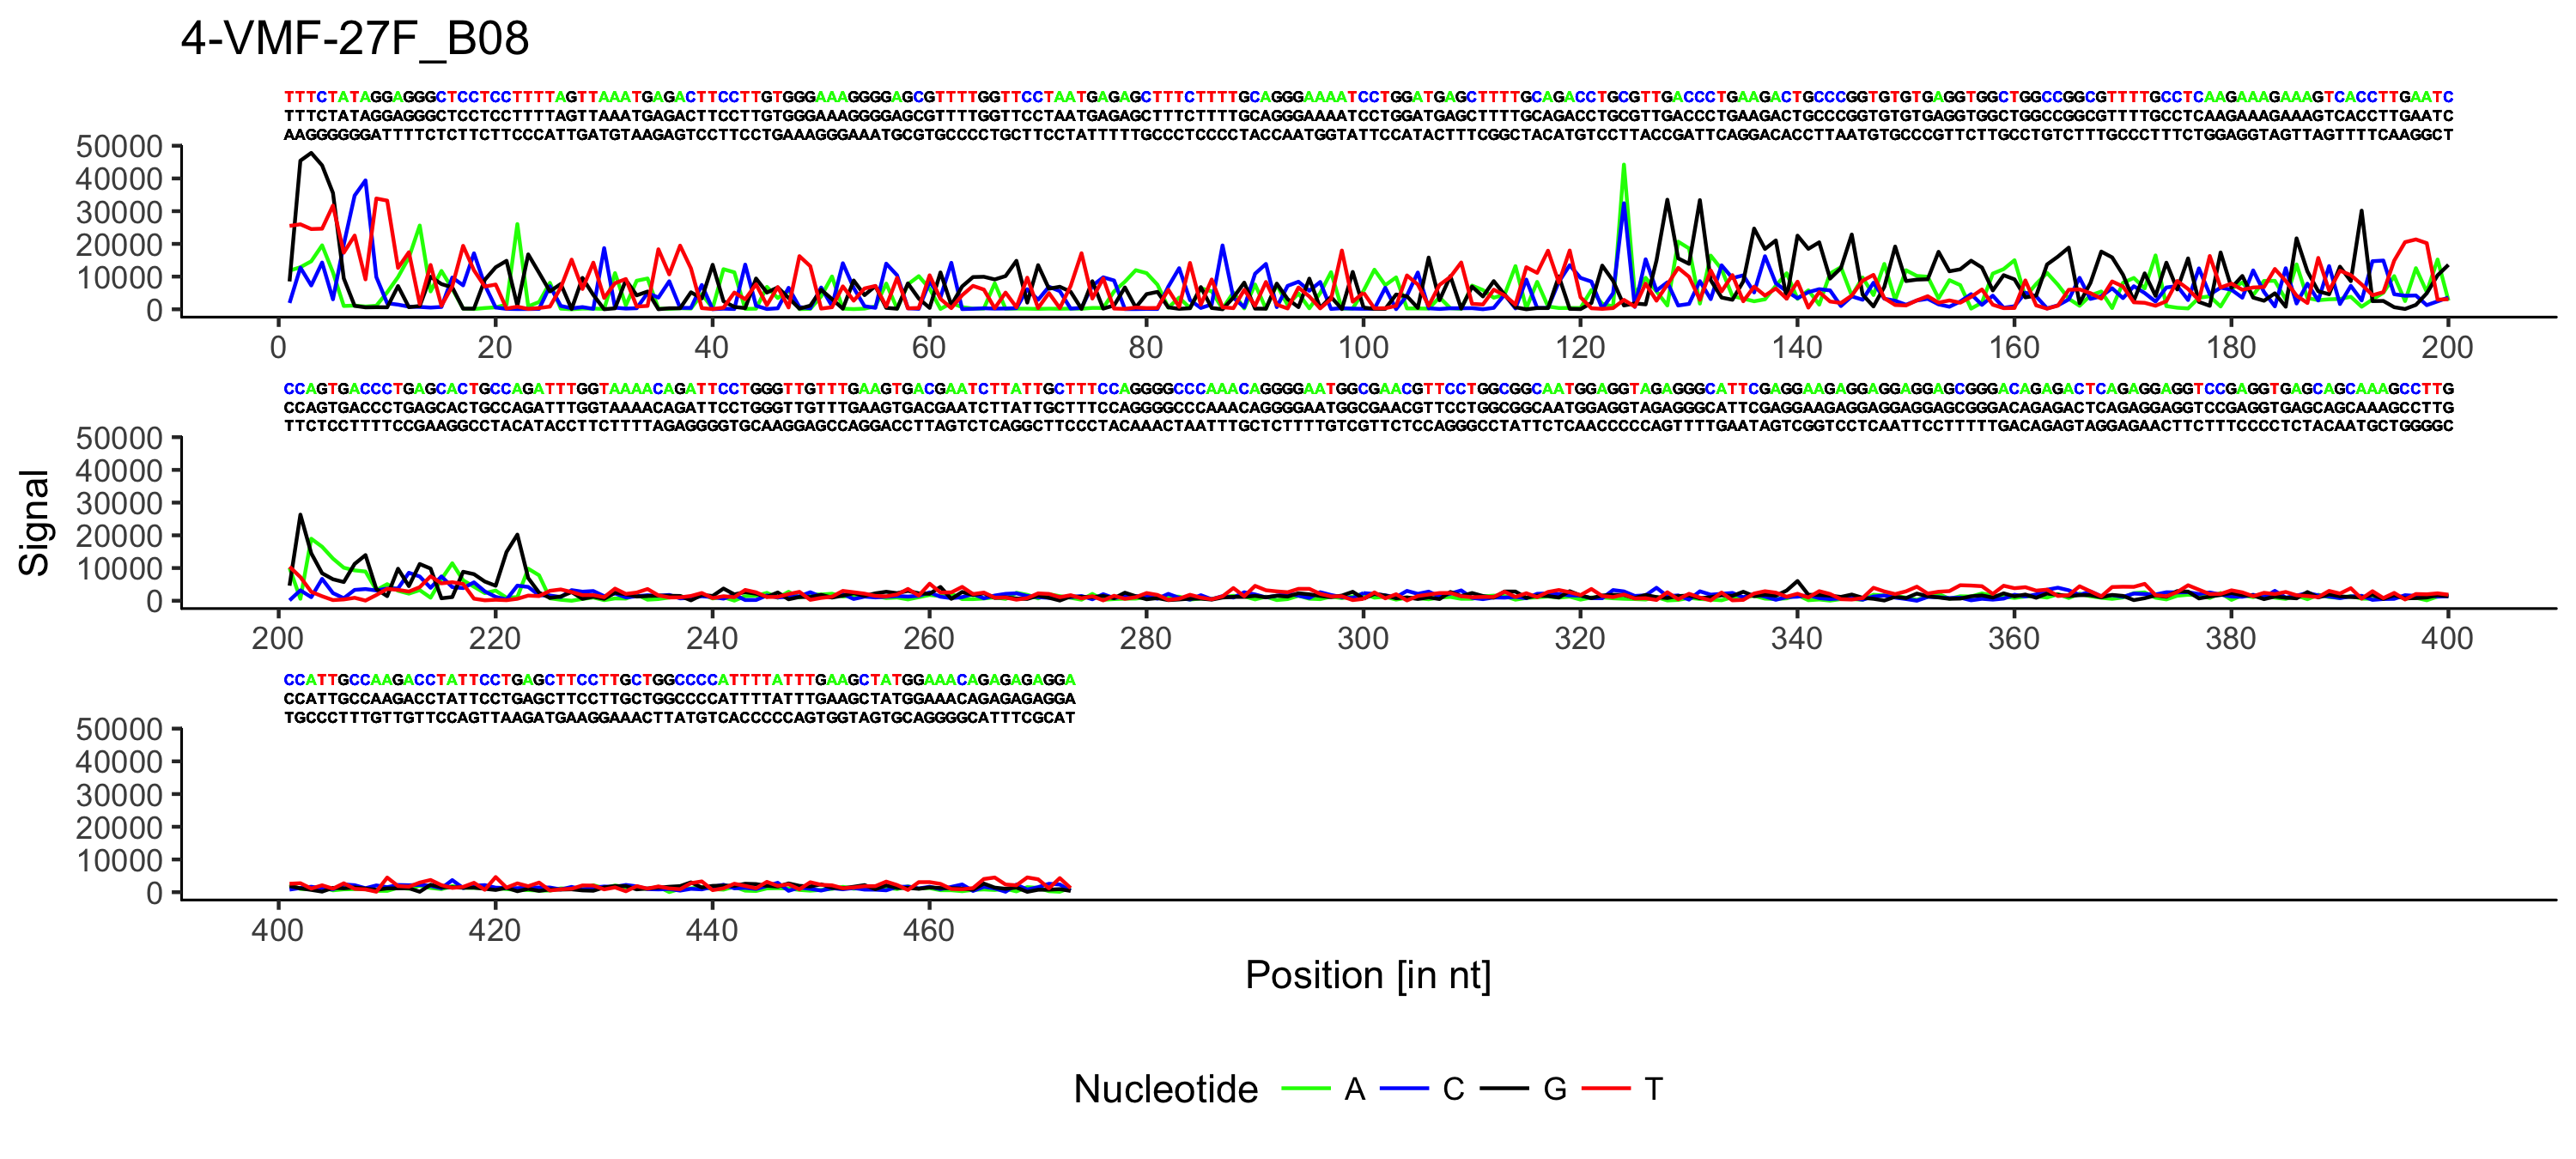 4-VMF-27F_B08
TTTCTATAGGAGGGCTCCTCCTTTTAGTTAAATGAGACTTCCTTGTGGGAAAGGGGAGCGTTTTGGTTCCTAATGAGAGCTTTCTTTTGCAGGGAAAATCCTGGATGAGCTTTTGCAGACCTGCGTTGACCCTGAAGACTGCCCGGTGTGTGAGGTGGCTGGCCGGCGTTTTGCCTCAAGAAAGAAAGTCACCTTGAATC
TTTCTATAGGAGGGCTCCTCCTTTTAGTTAAATGAGACTTCCTTGTGGGAAAGGGGAGCGTTTTGGTTCCTAATGAGAGCTTTCTTTTGCAGGGAAAATCCTGGATGAGCTTTTGCAGACCTGCGTTGACCCTGAAGACTGCCCGGTGTGTGAGGTGGCTGGCCGGCGTTTTGCCTCAAGAAAGAAAGTCACCTTGAATC
AAGGGGGGATTTTCTCTTCTTCCCATTGATGTAAGAGTCCTTCCTGAAAGGGAAATGCGTGCCCCTGCTTCCTATTTTTGCCCTCCCCTACCAATGGTATTCCATACTTTCGGCTACATGTCCTTACCGATTCAGGACACCTTAATGTGCCCGTTCTTGCCTGTCTTTGCCCTTTCTGGAGGTAGTTAGTTTTCAAGGCT
50000
40000
30000
20000
10000
0
0 20 40 60 80 100 120 140 160 180 200
CCAGTGACCCTGAGCACTGCCAGATTTGGTAAAACAGATTCCTGGGTTGTTTGAAGTGACGAATCTTATTGCTTTCCAGGGGCCCAAACAGGGGAATGGCGAACGTTCCTGGCGGCAATGGAGGTAGAGGGCATTCGAGGAAGAGGAGGAGGAGCGGGACAGAGACTCAGAGGAGGTCCGAGGTGAGCAGCAAAGCCTTG
CCAGTGACCCTGAGCACTGCCAGATTTGGTAAAACAGATTCCTGGGTTGTTTGAAGTGACGAATCTTATTGCTTTCCAGGGGCCCAAACAGGGGAATGGCGAACGTTCCTGGCGGCAATGGAGGTAGAGGGCATTCGAGGAAGAGGAGGAGGAGCGGGACAGAGACTCAGAGGAGGTCCGAGGTGAGCAGCAAAGCCTTG
TTCTCCTTTTCCGAAGGCCTACATACCTTCTTTTAGAGGGGTGCAAGGAGCCAGGACCTTAGTCTCAGGCTTCCCTACAAACTAATTTGCTCTTTTGTCGTTCTCCAGGGCCTATTCTCAACCCCCAGTTTTGAATAGTCGGTCCTCAATTCCTTTTTGACAGAGTAGGAGAACTTCTTTCCCCTCTACAATGCTGGGGC
50000
40000
30000
20000
10000
0
200 220 240 260 280 300 320 340 360 380 400
Signal
CCATTGCCAAGACCTATTCCTGAGCTTCCTTGCTGGCCCCATTTTATTTGAAGCTATGGAAACAGAGAGAGGA
CCATTGCCAAGACCTATTCCTGAGCTTCCTTGCTGGCCCCATTTTATTTGAAGCTATGGAAACAGAGAGAGGA
TGCCCTTTGTTGTTCCAGTTAAGATGAAGGAAACTTATGTCACCCCCAGTGGTAGTGCAGGGGCATTTCGCAT
50000
40000
30000
20000
10000
0
400 420 440 460
Position [in nt]
Nucleotide A C G T